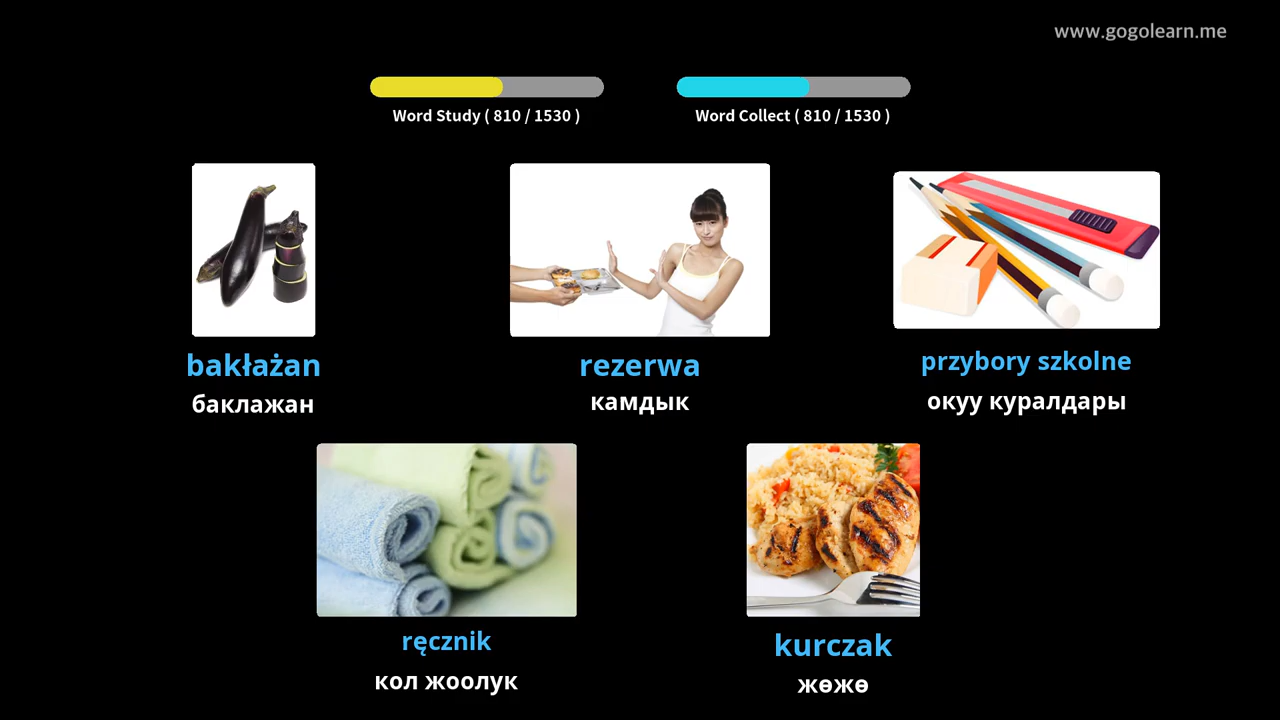 www.gogolearn.me
Word Study ( 810 / 1530 )
Word Collect ( 810 / 1530 )
bakłażan
баклажан
rezerwa
камдык
przybory szkolne
окуу куралдары
ręcznik
кол жоолук
kurczak
жөжө